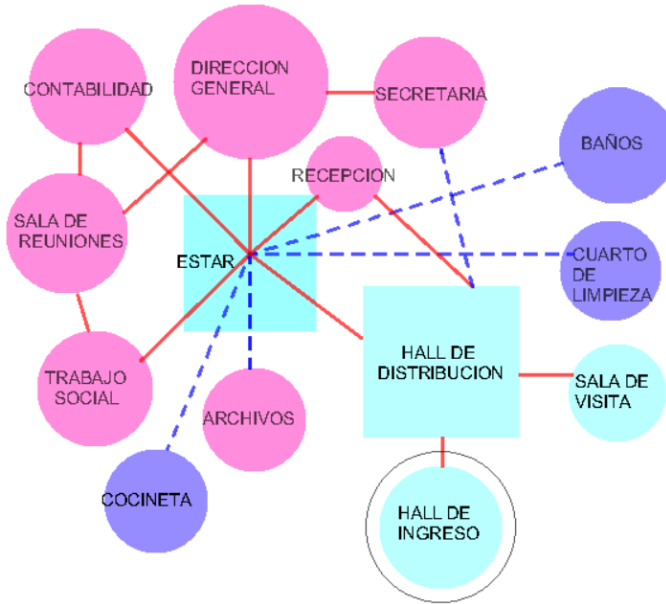 DIRECCION
GENERAL
CONTABILIDAD
SECRETARIA
BAÑOS
RECEPCION
SALA DE
REUNIONES
ESTAR
CUARTO
DE
LIMPIEZA
HALL DE
DISTRIBUCION
TRABAJO
SOCIAL
SALA DE
VISITA
ARCHIVOS
COCINETA
HALL DE
INGRESO